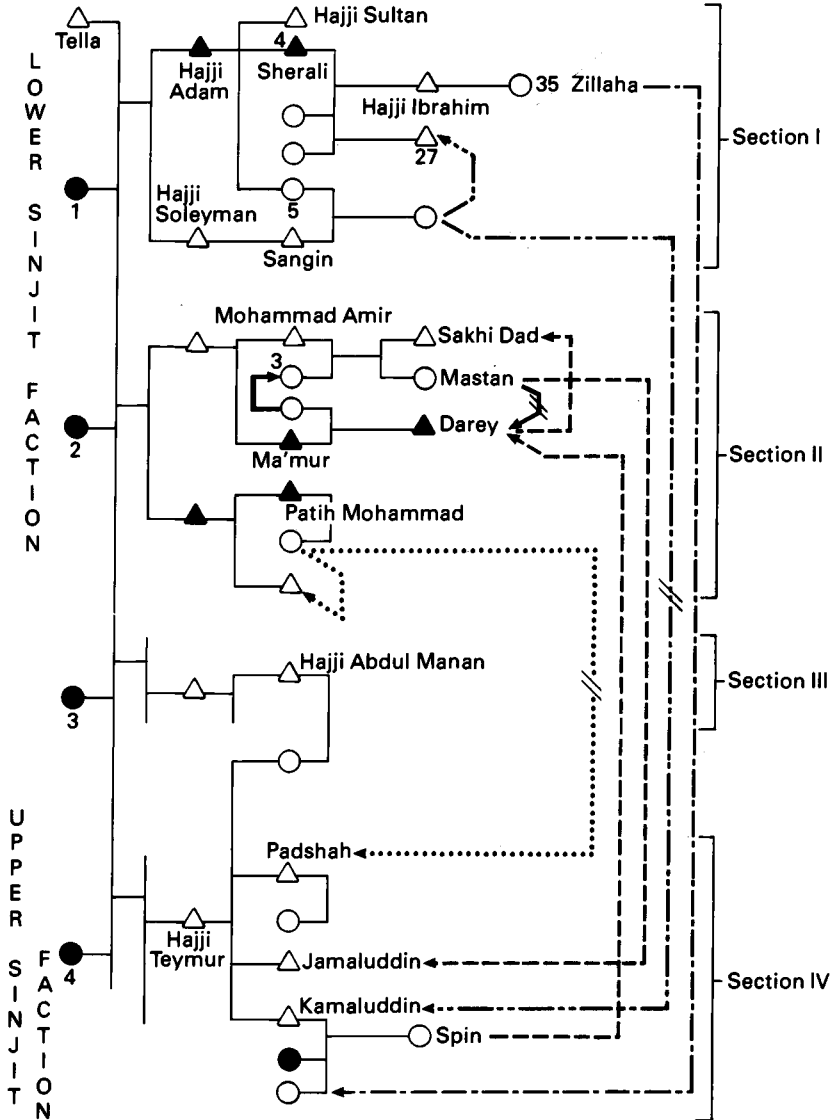 Hajji Sultan
Tella
4
Hajji
Adam
Sherali
35 Zillaha
Hajji Ibrahim
27
Section I
1
Hajji
Soleyman
5
Sangin
LOWER SINJIT FACTION
Mohammad Amir
Sakhi Dad
3
Mastan
Darey
2
Ma'mur
Section II
Patih Mohammad
Hajji Abdul Manan
3
Section III
UPPER SINJIT
FACTION
Padshah
Hajji
Teymur
4
Jamaluddin
Section IV
Kamaluddin
Spin